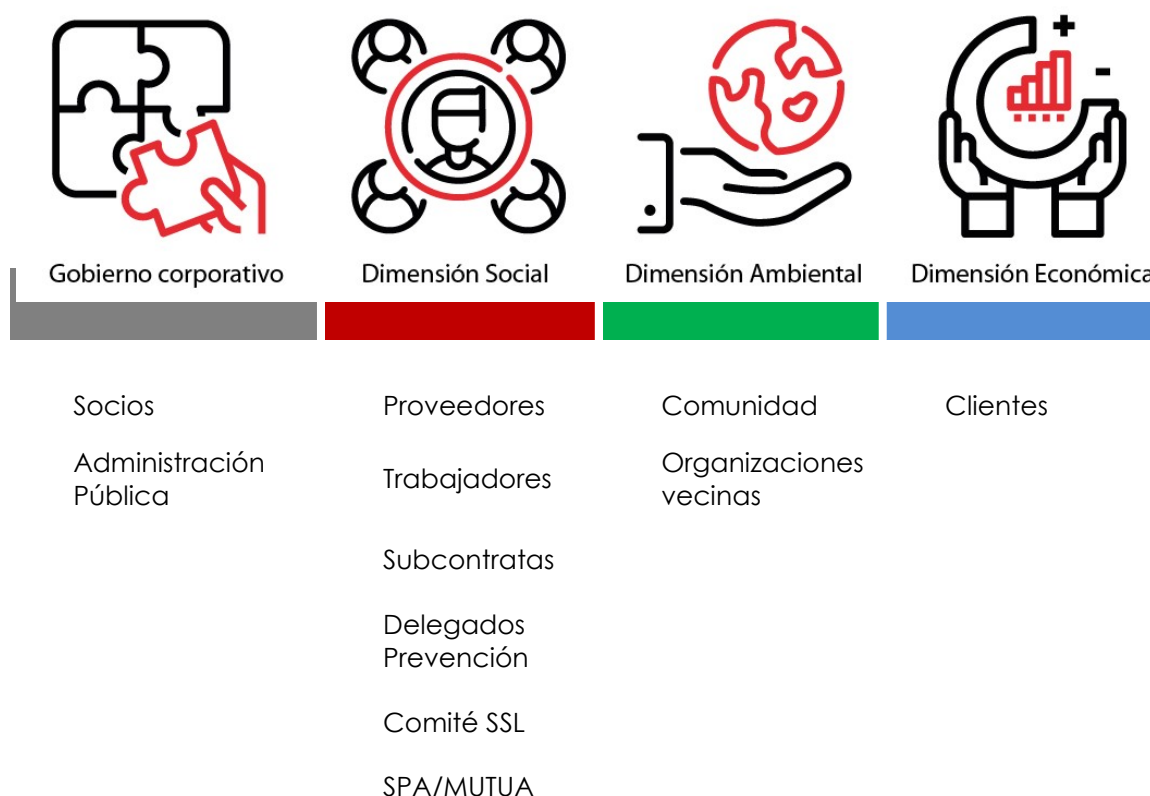 Gobierno corporativo
Dimensión Social
Dimensión Ambiental
Dimensión Económica
Socios
Administración
Pública
Proveedores
Trabajadores
Subcontratas
Delegados
Prevención
Comité SSL
SPA/MUTUA
Comunidad
Organizaciones
vecinas
Clientes